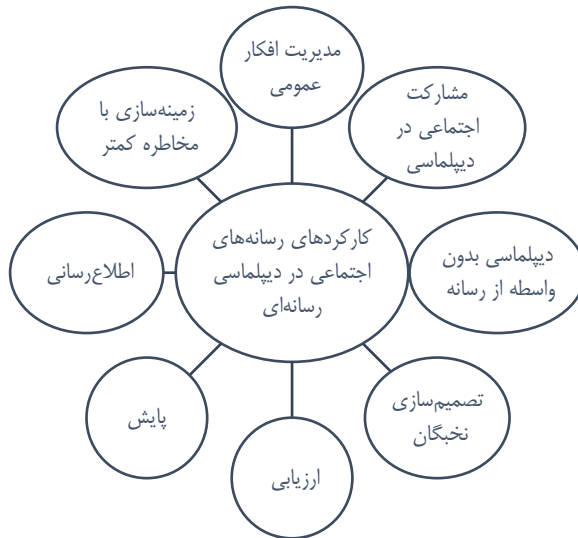 مدیریت افکار
عمومی
مشارکت
اجتماعی در
دیپلماسی
دیپلماسی بدون
واسطه از رسانه
تصمیم‌سازی
نخبگان
ارزیابی
پایش
اطلاع‌رسانی
زمینه‌سازی با
مخاطره کمتر
کارکردهای رسانه‌های
اجتماعی در دیپلماسی
رسانه‌ای